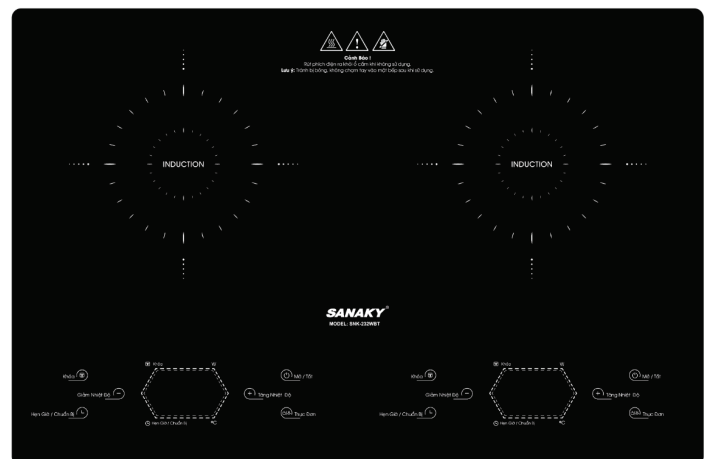 Cảnh Báo !
Rút phích điện ra khỏi ổ cắm khi không sử dụng.
Lưu ý: Tránh bị bỏng, không chạm tay vào mặt bếp sau khi sử dụng.
INDUCTION
INDUCTION
SANAKY®
MODEL: SNK-232WBT
Khóa W
Khóa W
Khóa Mở / Tắt
Khóa Mở / Tắt
Giảm Nhiệt Độ Tăng Nhiệt Độ
Giảm Nhiệt Độ Tăng Nhiệt Độ
Hẹn Giờ / Chuẩn Bị Thực Đơn
Hẹn Giờ / Chuẩn Bị Thực Đơn
Hẹn Giờ / Chuẩn Bị °C
Hẹn Giờ / Chuẩn Bị °C